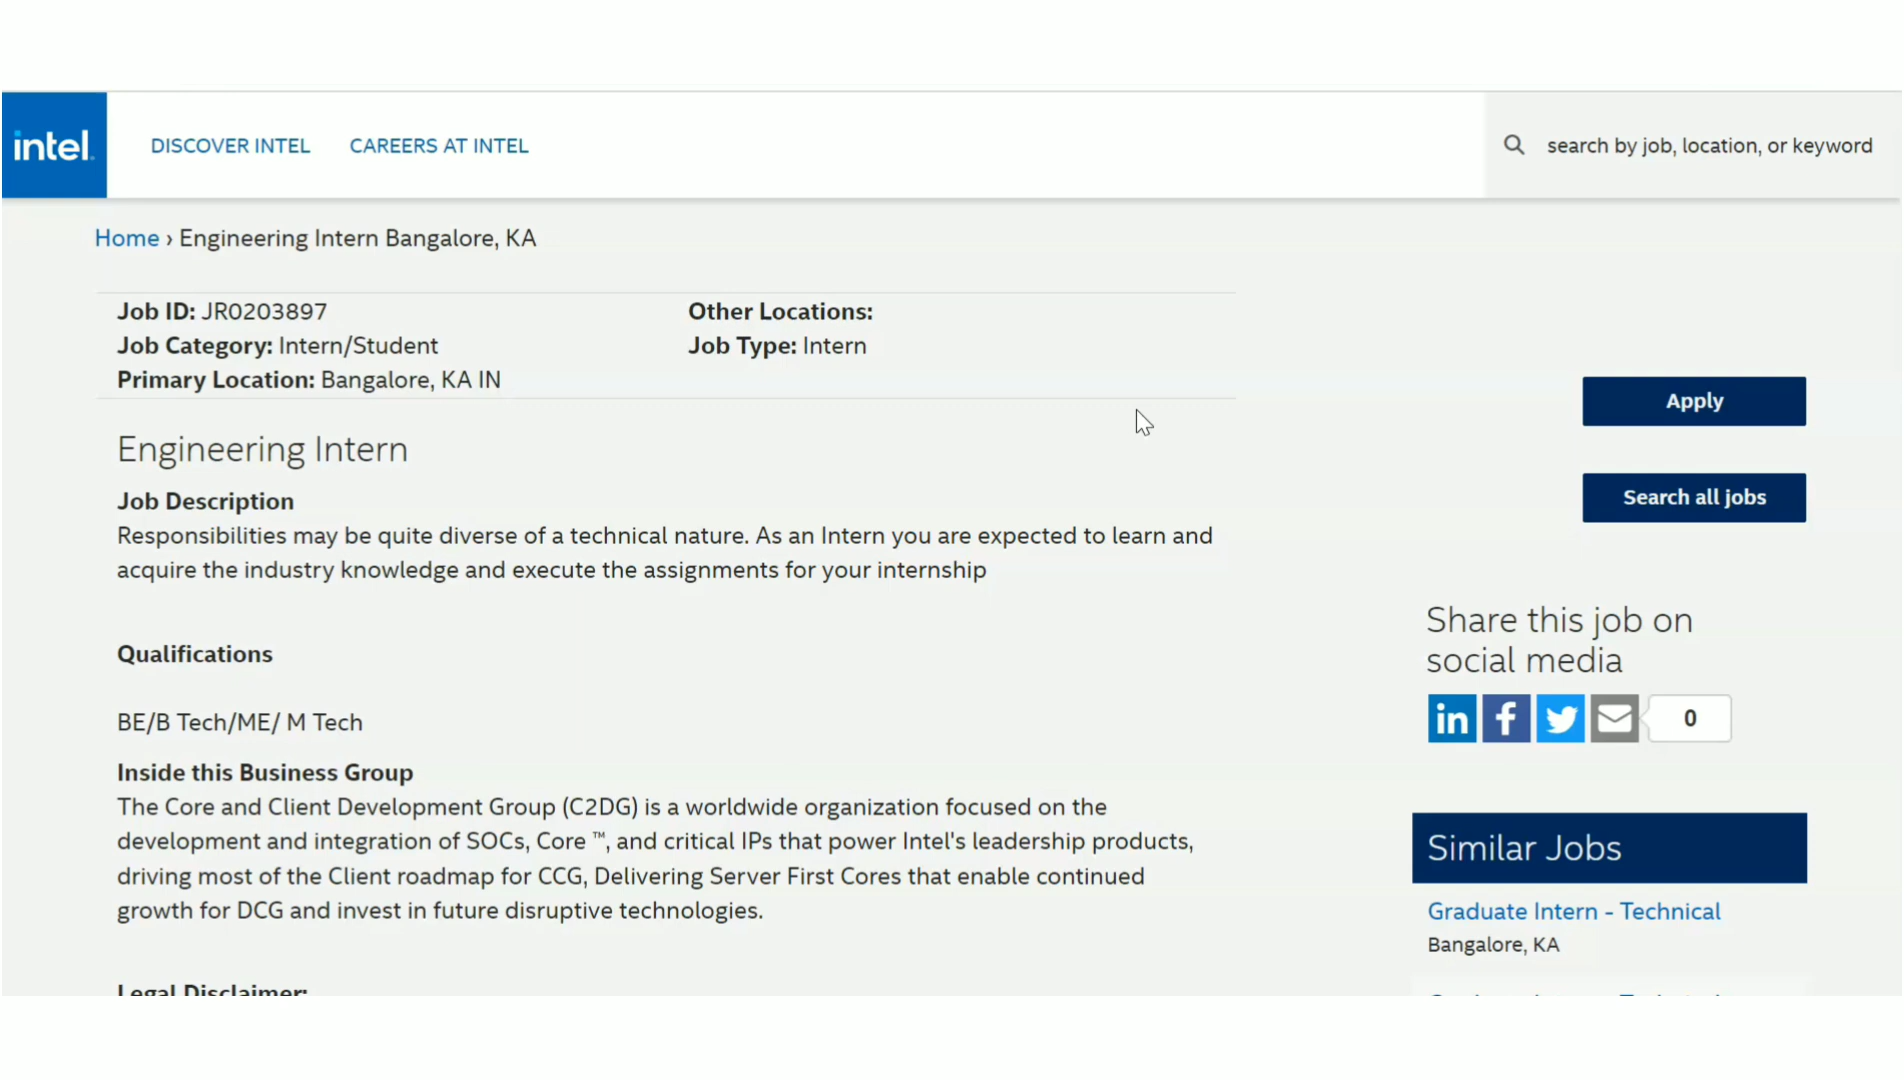 intel.
DISCOVER INTEL
CAREERS AT INTEL
search by job, location, or keyword
Home › Engineering Intern Bangalore, KA
Job ID: JR0203897
Job Category: Intern/Student
Primary Location: Bangalore, KA IN
Other Locations:
Job Type: Intern
Apply
Search all jobs
Engineering Intern
Job Description
Responsibilities may be quite diverse of a technical nature. As an Intern you are expected to learn and
acquire the industry knowledge and execute the assignments for your internship
Qualifications
BE/B Tech/ME/ M Tech
Inside this Business Group
The Core and Client Development Group (C2DG) is a worldwide organization focused on the
development and integration of SOCs, Core ™, and critical IPs that power Intel's leadership products,
driving most of the Client roadmap for CCG, Delivering Server First Cores that enable continued
growth for DCG and invest in future disruptive technologies.
Legal Disclaimer:
Share this job on
social media
in f
0
Similar Jobs
Graduate Intern - Technical
Bangalore, KA